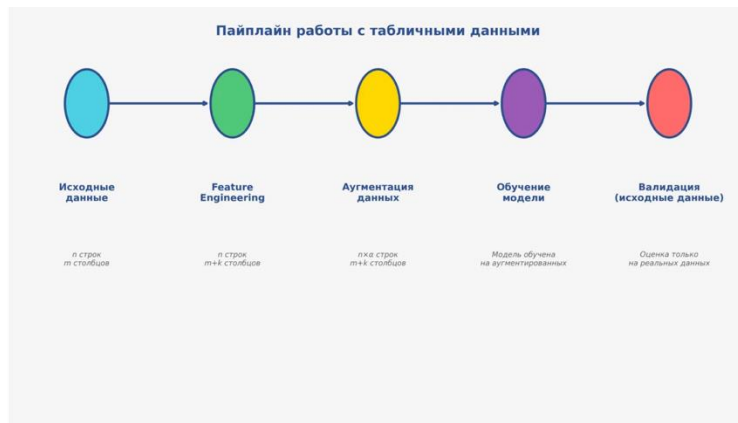 Пайплайн работы с табличными данными
Исходные
данные
Feature
Engineering
Аугментация
данных
Обучение
модели
Валидация
(исходные данные)
n строк
m столбцов
n строк
m+k столбцов
n×α строк
m+k столбцов
Модель обучена
на аугментированных
Оценка только
на реальных данных